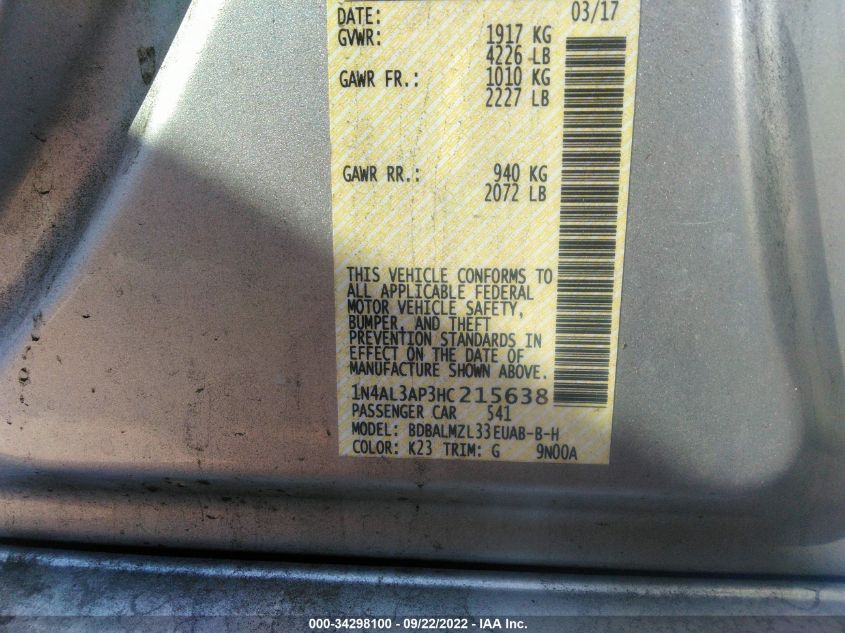 DATE: 03/17
GVWR: 1917 KG
4226 LB
GAWR FR.: 1010 KG
2227 LB
GAWR RR.: 940 KG
2072 LB
THIS VEHICLE CONFORMS TO
ALL APPLICABLE FEDERAL
MOTOR VEHICLE SAFETY,
BUMPER, AND THEFT
PREVENTION STANDARDS IN
EFFECT ON THE DATE OF
MANUFACTURE SHOWN ABOVE.
1N4AL3AP3HC215638
PASSENGER CAR 541
MODEL: BDBALMZL33EUAB-B-H
COLOR: K23 TRIM: G 9N00A
000-34298100 - 09/22/2022 - IAA Inc.